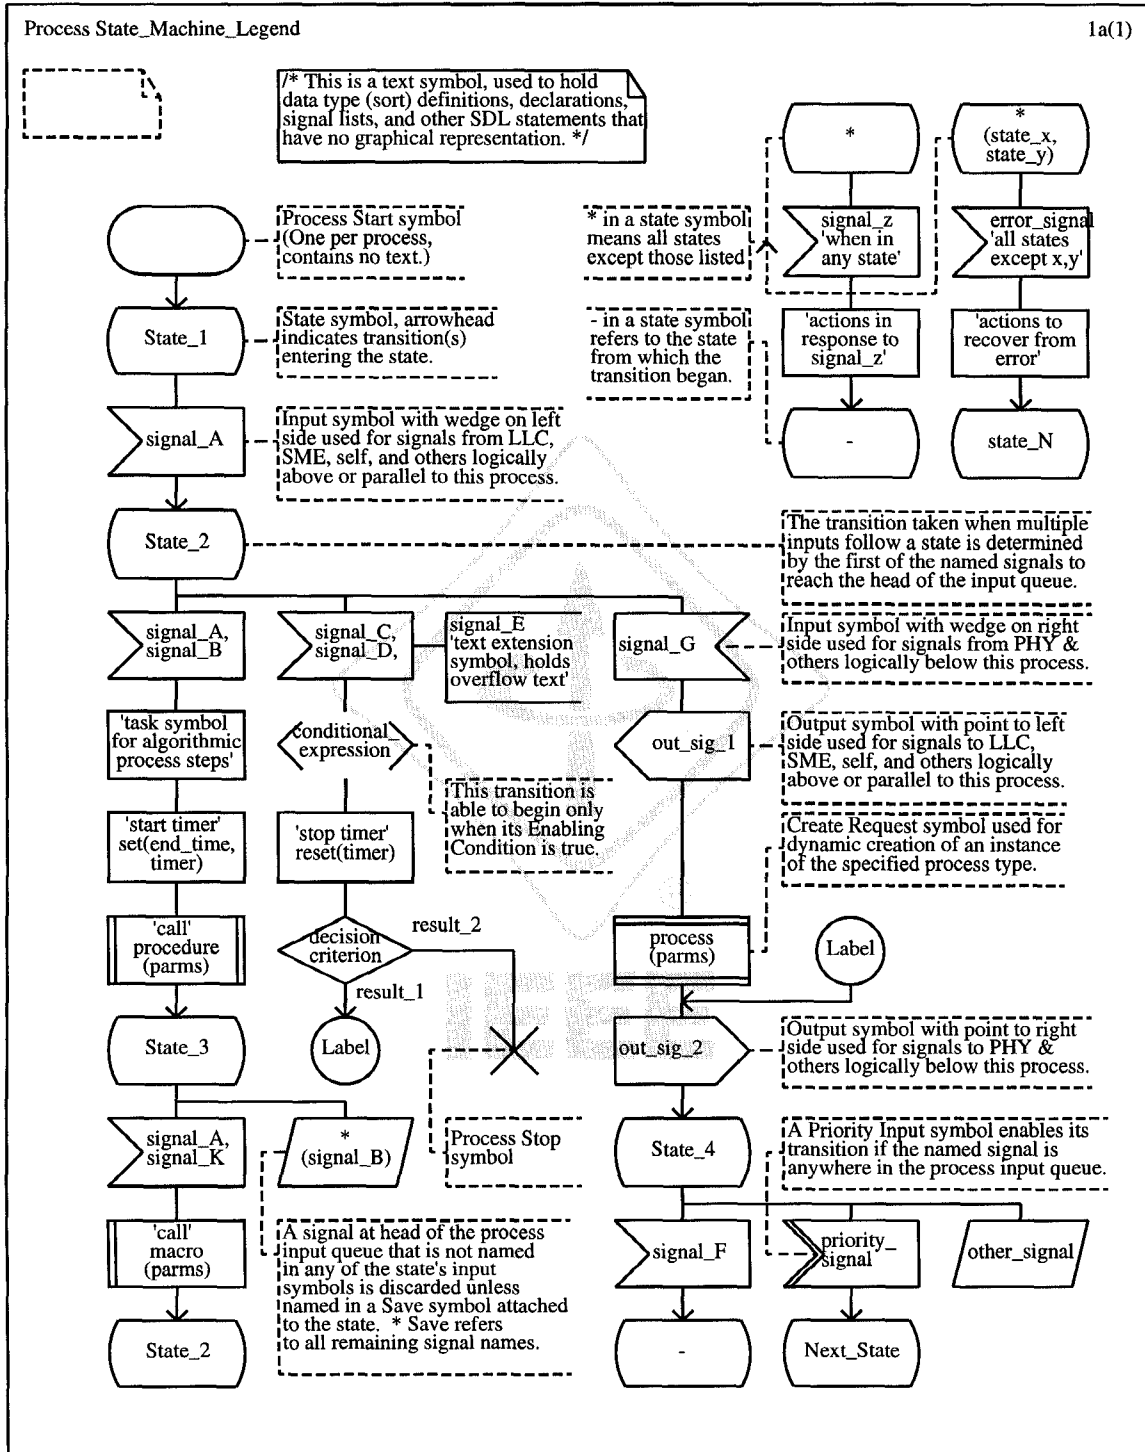 Process State_Machine_Legend
1a(1)
/* This is a text symbol, used to hold
data type (sort) definitions, declarations,
signal lists, and other SDL statements that
have no graphical representation. */
*
*
(state_x,
state_y)
Process Start symbol
(One per process,
contains no text.)
* in a state symbol
means all states
except those listed
signal_z
'when in
any state'
error_signal
'all states
except x,y'
State_1
State symbol, arrowhead
indicates transition(s)
entering the state.
- in a state symbol
refers to the state
from which the
transition began.
'actions in
response to
signal_z'
'actions to
recover from
error'
signal_A
Input symbol with wedge on left
side used for signals from LLC,
SME, self, and others logically
above or parallel to this process.
-
state_N
State_2
The transition taken when multiple
inputs follow a state is determined
by the first of the named signals to
reach the head of the input queue.
signal_A,
signal_B
signal_C,
signal_D,
signal_E
'text extension
symbol, holds
overflow text'
signal_G
Input symbol with wedge on right
side used for signals from PHY &
others logically below this process.
'task symbol
for algorithmic
process steps'
conditional_
expression
out_sig_1
Output symbol with point to left
side used for signals to LLC,
SME, self, and others logically
above or parallel to this process.
This transition is
able to begin only
when its Enabling
Condition is true.
'start timer'
set(end_time,
timer)
'stop timer'
reset(timer)
Create Request symbol used for
dynamic creation of an instance
of the specified process type.
'call'
procedure
(parms)
decision
criterion
result_2
result_1
process
(parms)
Label
State_3
Label
out_sig_2
Output symbol with point to right
side used for signals to PHY &
others logically below this process.
signal_A,
signal_K
*
(signal_B)
Process Stop
symbol
State_4
A Priority Input symbol enables its
transition if the named signal is
anywhere in the process input queue.
'call'
macro
(parms)
A signal at head of the process
input queue that is not named
in any of the state's input
symbols is discarded unless
named in a Save symbol attached
to the state. * Save refers
to all remaining signal names.
signal_F
priority_
signal
other_signal
State_2
-
Next_State
IEEE